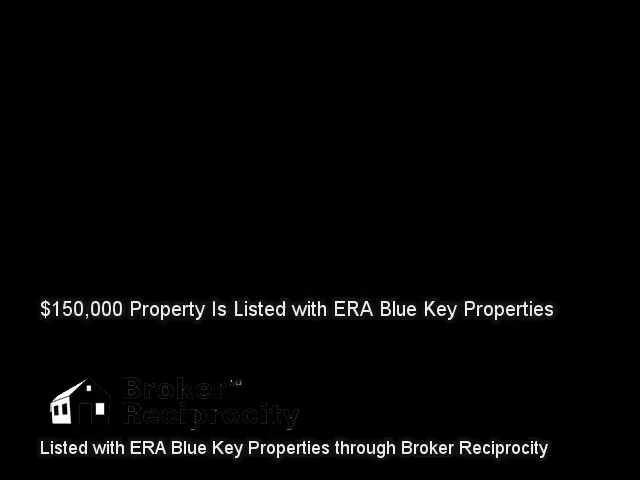 $150,000 Property Is Listed with ERA Blue Key Properties
Broker™
Reciprocity
Listed with ERA Blue Key Properties through Broker Reciprocity